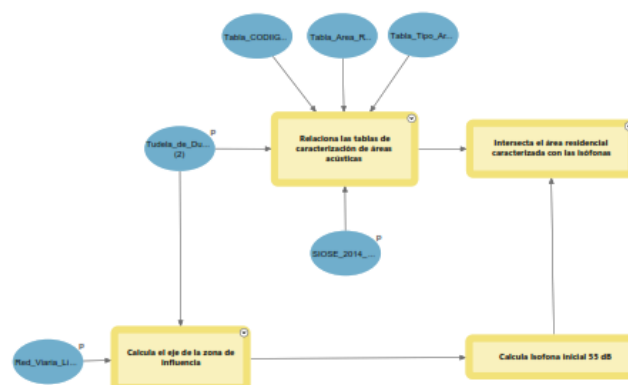 Tabla_CODIIG...
Tabla_Area_R...
Tabla_Tipo_Ar...
Tudela_de_Du...
(2)
P
Relaciona las tablas de
caracterización de áreas
acústicas
Intersecta el área residencial
caracterizada con las isófonas
SIOSE_2014_...
P
Red_Viaria_Li...
P
Calcula el eje de la zona de
influencia
Calcula isofona inicial 55 dB